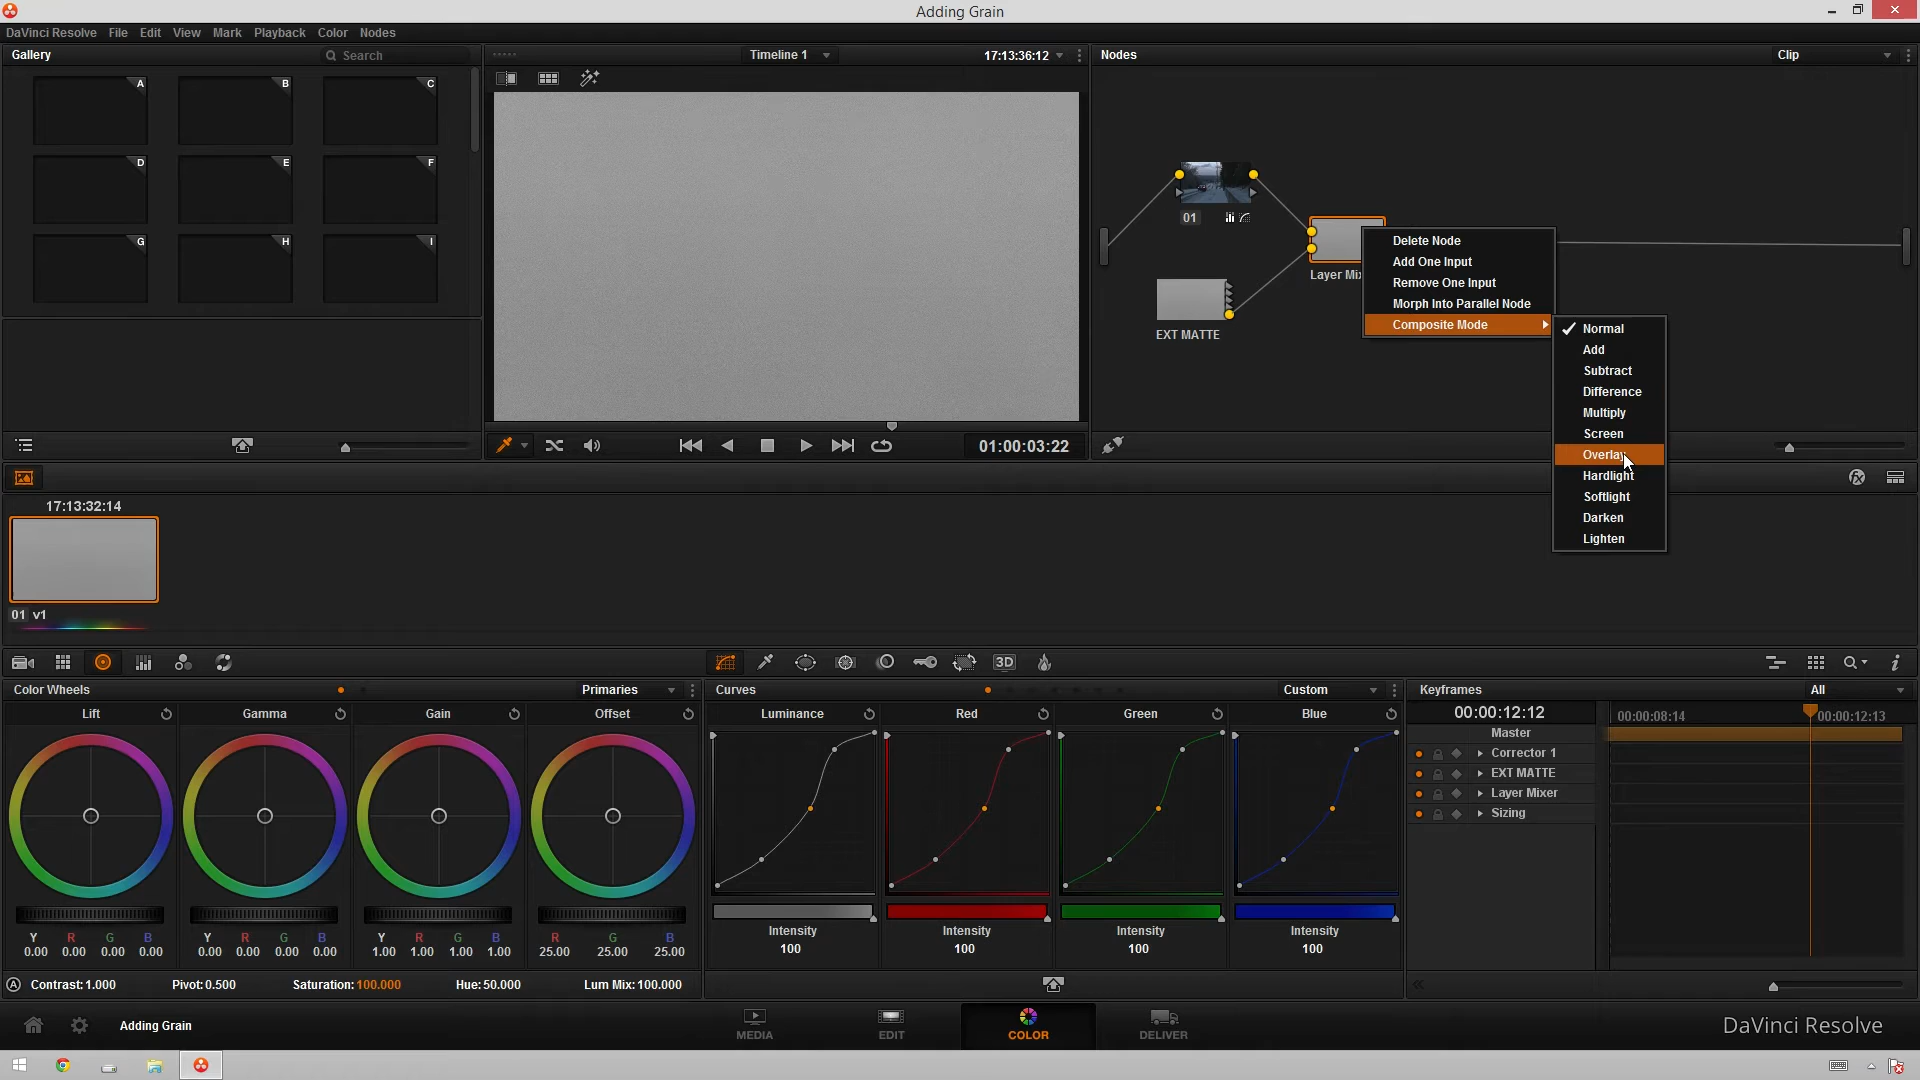 Adding Grain
DaVinci Resolve File Edit View Mark Playback Color Nodes
Gallery
Search
Timeline 1
17:13:36:12
Nodes
Clip
A
B
C
D
E
F
G
H
I
01
Layer Mix
EXT MATTE
Delete Node
Add One Input
Remove One Input
Morph Into Parallel Node
Composite Mode
Normal
Add
Subtract
Difference
Multiply
Screen
Overlay
Hardlight
Softlight
Darken
Lighten
01:00:03:22
fx
17:13:32:14
01 v1
3D
Color Wheels
Primaries
Lift
Gamma
Gain
Offset
Y R G B
0.00 0.00 0.00 0.00
Y R G B
0.00 0.00 0.00 0.00
Y R G B
1.00 1.00 1.00 1.00
R G B
25.00 25.00 25.00
A Contrast:1.000 Pivot:0.500 Saturation:100.000 Hue:50.000 Lum Mix:100.000
Curves
Custom
Luminance
Red
Green
Blue
Intensity
100
Intensity
100
Intensity
100
Intensity
100
Keyframes
All
00:00:12:12
00:00:08:14
00:00:12:13
Master
Corrector 1
EXT MATTE
Layer Mixer
Sizing
Adding Grain
MEDIA
EDIT
COLOR
DELIVER
DaVinci Resolve